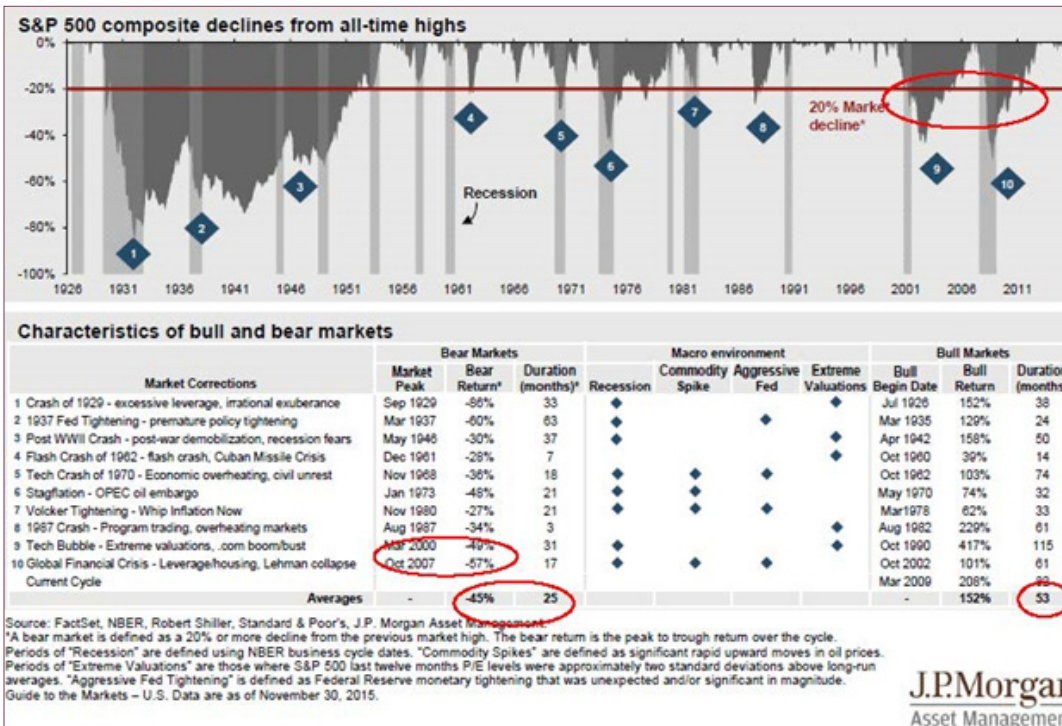 S&P 500 composite declines from all-time highs
0%
-20%
-40%
-60%
-80%
-100%
20% Market
decline*
Recession
1
2
3
4
5
6
7
8
9
10
1926 1931 1936 1941 1946 1951 1956 1961 1966 1971 1976 1981 1986 1991 1996 2001 2006 2011
Characteristics of bull and bear markets
Bear Markets Macro environment Bull Markets
Market Corrections Market Peak Bear Return* Duration (months)* Recession Commodity Spike Aggressive Fed Extreme Valuations Bull Begin Date Bull Return Duration (months
1 Crash of 1929 - excessive leverage, irrational exuberance Sep 1929 -86% 33 Jul 1926 152% 38
2 1937 Fed Tightening - premature policy tightening Mar 1937 -60% 63 Mar 1935 129% 24
3 Post WWII Crash - post-war demobilization, recession fears May 1946 -30% 37 Apr 1942 158% 50
4 Flash Crash of 1962 - flash crash, Cuban Missile Crisis Dec 1961 -28% 7 Oct 1960 39% 14
5 Tech Crash of 1970 - Economic overheating, civil unrest Nov 1968 -36% 18 Oct 1962 103% 74
6 Stagflation - OPEC oil embargo Jan 1973 -48% 21 May 1970 74% 32
7 Volcker Tightening - Whip Inflation Now Nov 1980 -27% 21 Mar1978 62% 33
8 1987 Crash - Program trading, overheating markets Aug 1987 -34% 3 Aug 1982 229% 61
9 Tech Bubble - Extreme valuations, .com boom/bust Mar 2000 -49% 31 Oct 1990 417% 115
10 Global Financial Crisis - Leverage/housing, Lehman collapse Oct 2007 -57% 17 Oct 2002 101% 61
Current Cycle Mar 2009 208%
Averages - -45% 25 - 152% 53
Source: FactSet, NBER, Robert Shiller, Standard & Poor's, J.P. Morgan Asset Management.
*A bear market is defined as a 20% or more decline from the previous market high. The bear return is the peak to trough return over the cycle.
Periods of "Recession" are defined using NBER business cycle dates. "Commodity Spikes" are defined as significant rapid upward moves in oil prices.
Periods of "Extreme Valuations" are those where S&P 500 last twelve months P/E levels were approximately two standard deviations above long-run
averages. "Aggressive Fed Tightening" is defined as Federal Reserve monetary tightening that was unexpected and/or significant in magnitude.
Guide to the Markets – U.S. Data are as of November 30, 2015.
J.P.Morgan
Asset Management